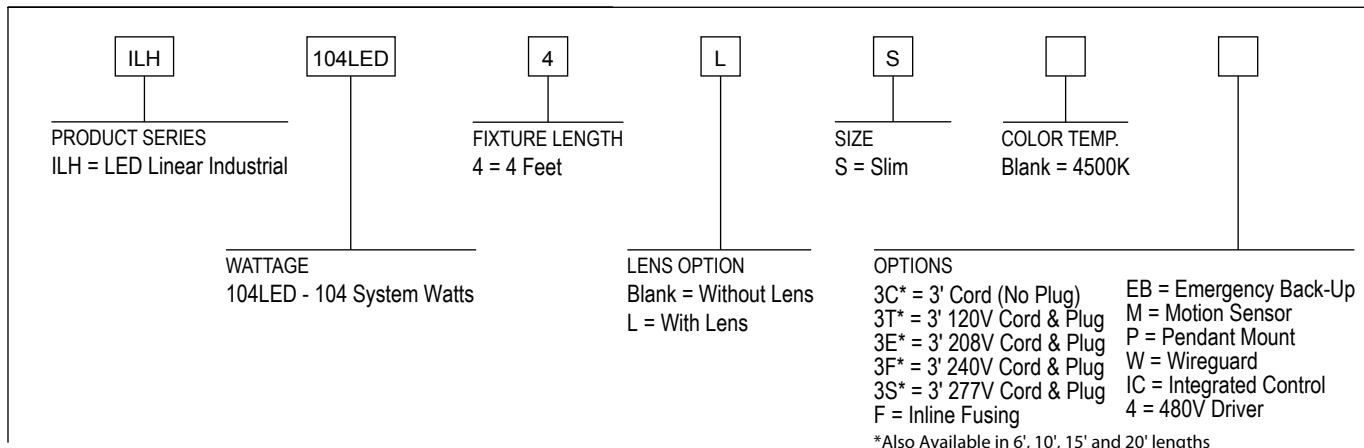 ILH 104LED 4 L S
PRODUCT SERIES
ILH = LED Linear Industrial
FIXTURE LENGTH
4 = 4 Feet
SIZE
S = Slim
COLOR TEMP.
Blank = 4500K
WATTAGE
104LED - 104 System Watts
LENS OPTION
Blank = Without Lens
L = With Lens
OPTIONS
3C* = 3' Cord (No Plug)
3T* = 3' 120V Cord & Plug
3E* = 3' 208V Cord & Plug
3F* = 3' 240V Cord & Plug
3S* = 3' 277V Cord & Plug
F = Inline Fusing
EB = Emergency Back-Up
M = Motion Sensor
P = Pendant Mount
W = Wireguard
IC = Integrated Control
4 = 480V Driver
*Also Available in 6', 10', 15' and 20' lengths